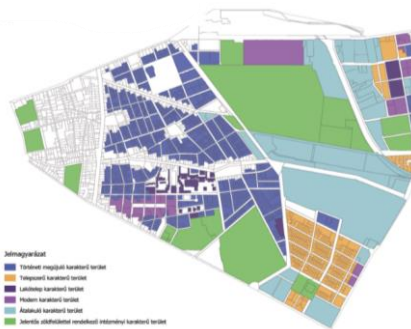 Jelmagyarázat
Történeti megújuló karakterű terület
Telepszerű karakterű terület
Lakótelep karakterű terület
Modern karakterű terület
Átalakuló karakterű terület
Jelentős zöldfelülettel rendelkező intézményi karakterű terület